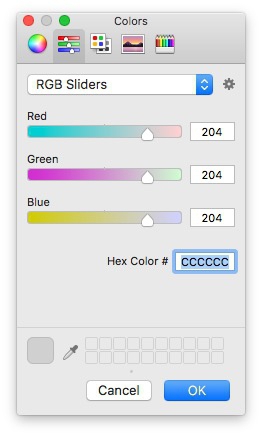 Colors
RGB Sliders
Red
204
Green
204
Blue
204
Hex Color # CCCCCC
Cancel OK